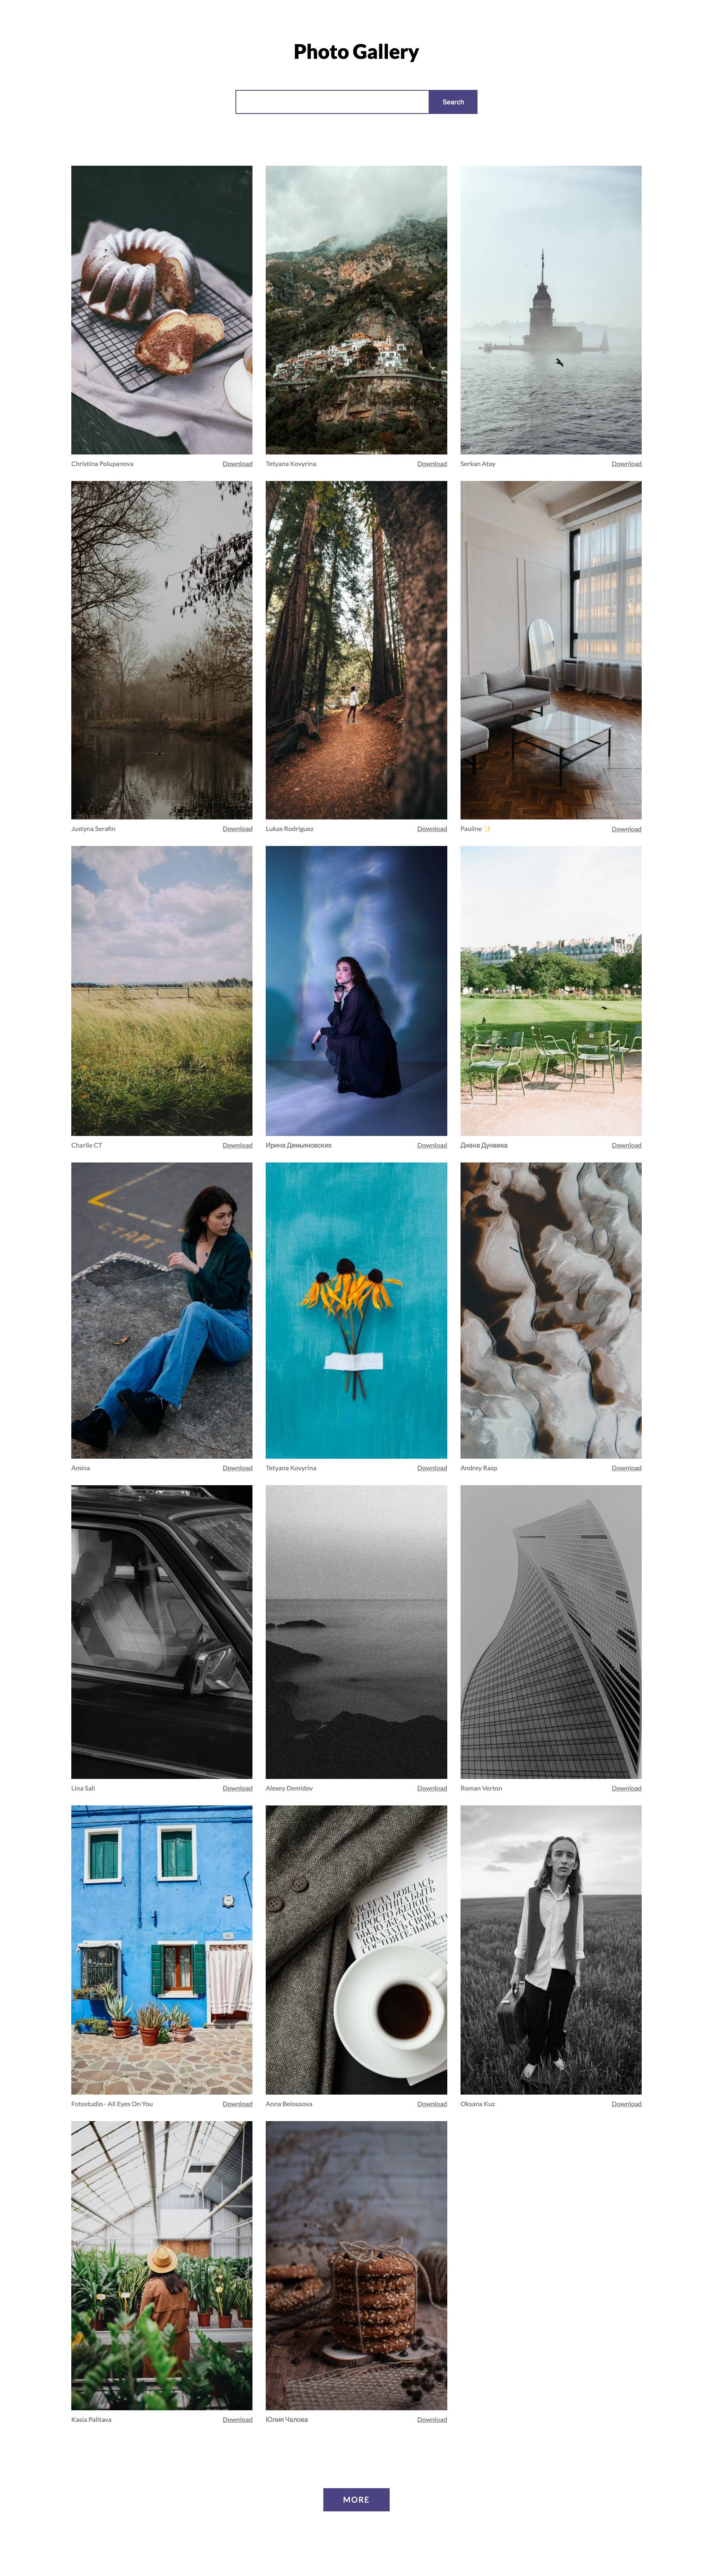 Photo Gallery
Search
Christina Polupanova Download
Tetyana Kovyrina Download
Serkan Atay Download
Justyna Serafin Download
Lukas Rodriguez Download
Pauline ✨ Download
Charlie CT Download
Ирина Демьяновских Download
Диана Дунаева Download
СТАРТ
Amina Download
Tetyana Kovyrina Download
Andrey Rasp Download
Lina Sali Download
Alexey Demidov Download
Roman Verton Download
И ВСЕГДА БОЯЛАСЬ
Fotostudio - All Eyes On You Download
Anna Belousova Download
Oksana Kuz Download
Kasia Palitava Download
Юлия Чалова Download
MORE